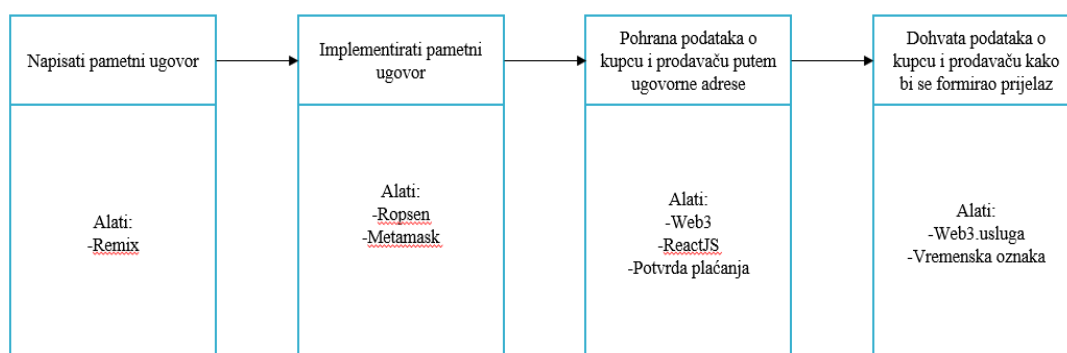 Napisati pametni ugovor
Implementirati pametni
ugovor
Pohrana podataka o
kupcu i prodavaču putem
ugovorne adrese
Dohvata podataka o
kupcu i prodavaču kako
bi se formirao prijelaz
Alati:
-Remix
Alati:
-Ropsen
-Metamask
Alati:
-Web3
-ReactJS
-Potvrda plaćanja
Alati:
-Web3.usluga
-Vremenska oznaka